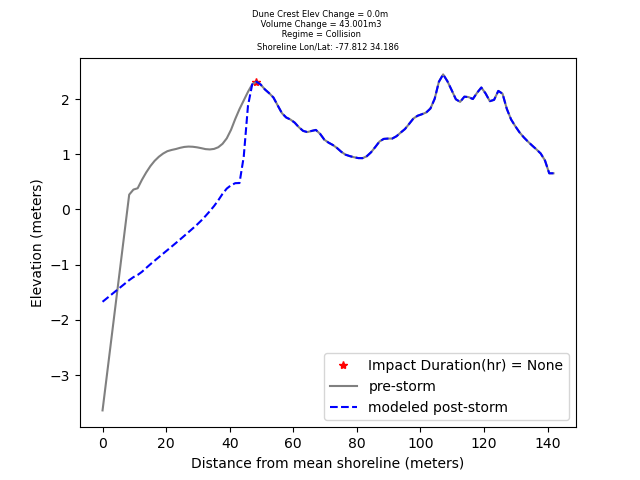 Dune Crest Elev Change = 0.0m
Volume Change = 43.001m3
Regime = Collision
Shoreline Lon/Lat: -77.812 34.186
2
1
0
−1
−2
−3
Elevation (meters)
Impact Duration(hr) = None
pre-storm
modeled post-storm
0 20 40 60 80 100 120 140
Distance from mean shoreline (meters)